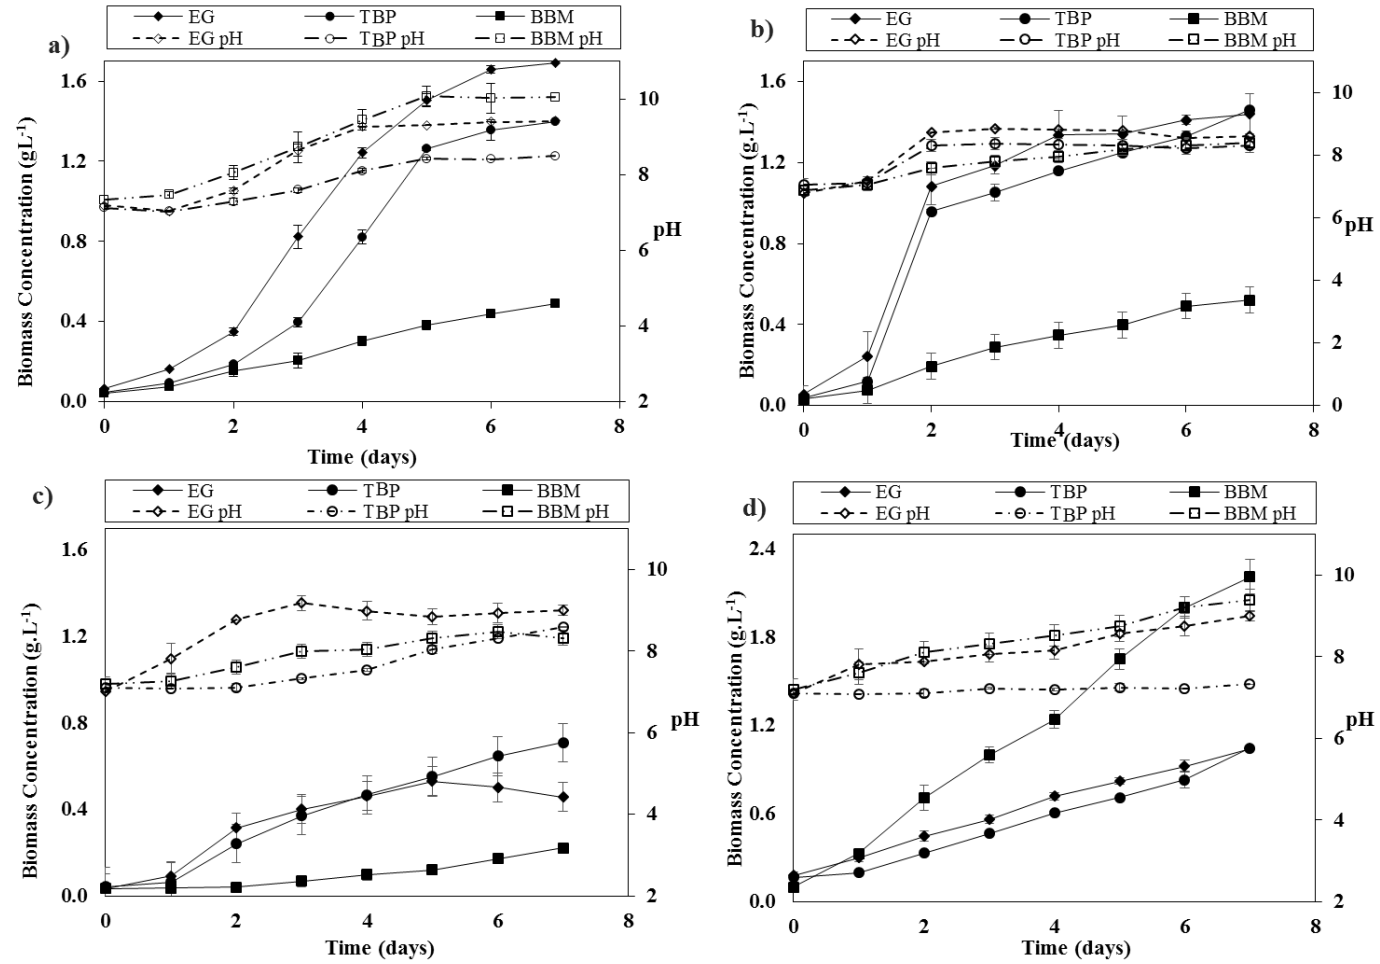 a)
EG TBP BBM
EG pH TBP pH BBM pH
Biomass Concentration (gL-1)
1.6
1.2
0.8
0.4
0.0
10
8
6
4
2
pH
0 2 4 6 8
Time (days)
b)
EG TBP BBM
EG pH TBP pH BBM pH
Biomass Concentration (g.L-1)
1.6
1.2
0.8
0.4
0.0
10
8
6
4
2
0
pH
0 2 4 6 8
Time (days)
c)
EG TBP BBM
EG pH TBP pH BBM pH
Biomass Concentration (g.L-1)
1.6
1.2
0.8
0.4
0.0
10
8
6
4
2
pH
0 2 4 6 8
Time (days)
d)
EG TBP BBM
EG pH TBP pH BBM pH
Biomass Concentration (g.L-1)
2.4
1.8
1.2
0.6
0.0
10
8
6
4
2
pH
0 2 4 6 8
Time (days)